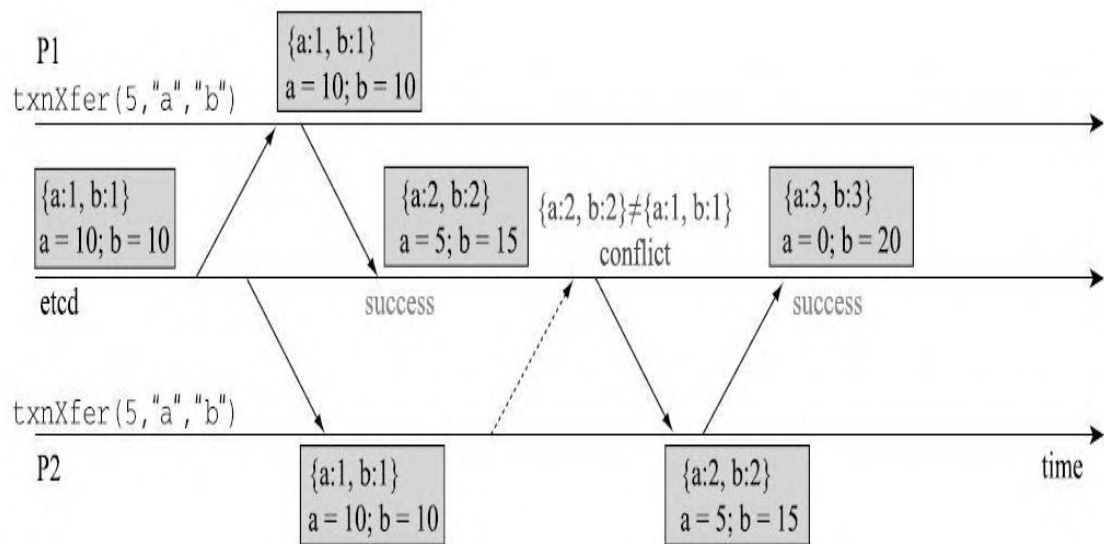 P1
txnXfer(5,"a","b")
{a:1, b:1}
a = 10; b = 10
{a:1, b:1}
a = 10; b = 10
{a:2, b:2}
a = 5; b = 15
{a:2, b:2}≠{a:1, b:1}
conflict
{a:3, b:3}
a = 0; b = 20
etcd
success
success
txnXfer(5,"a","b")
P2
{a:1, b:1}
a = 10; b = 10
{a:2, b:2}
a = 5; b = 15
time